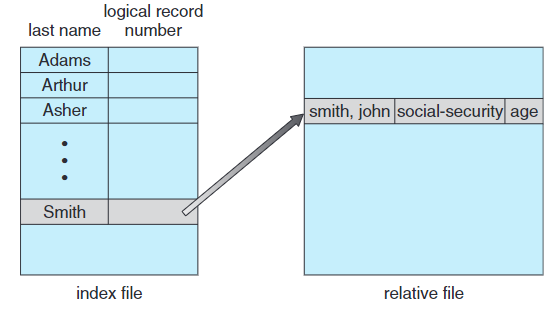 logical record
last name number
Adams
Arthur
Asher
Smith
smith, john social-security age
index file
relative file